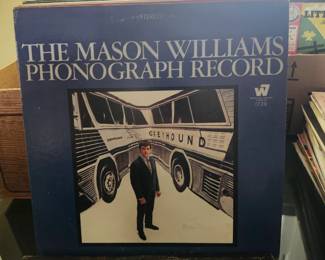 THE MASON WILLIAMS
PHONOGRAPH RECORD
W
GREYHOUND